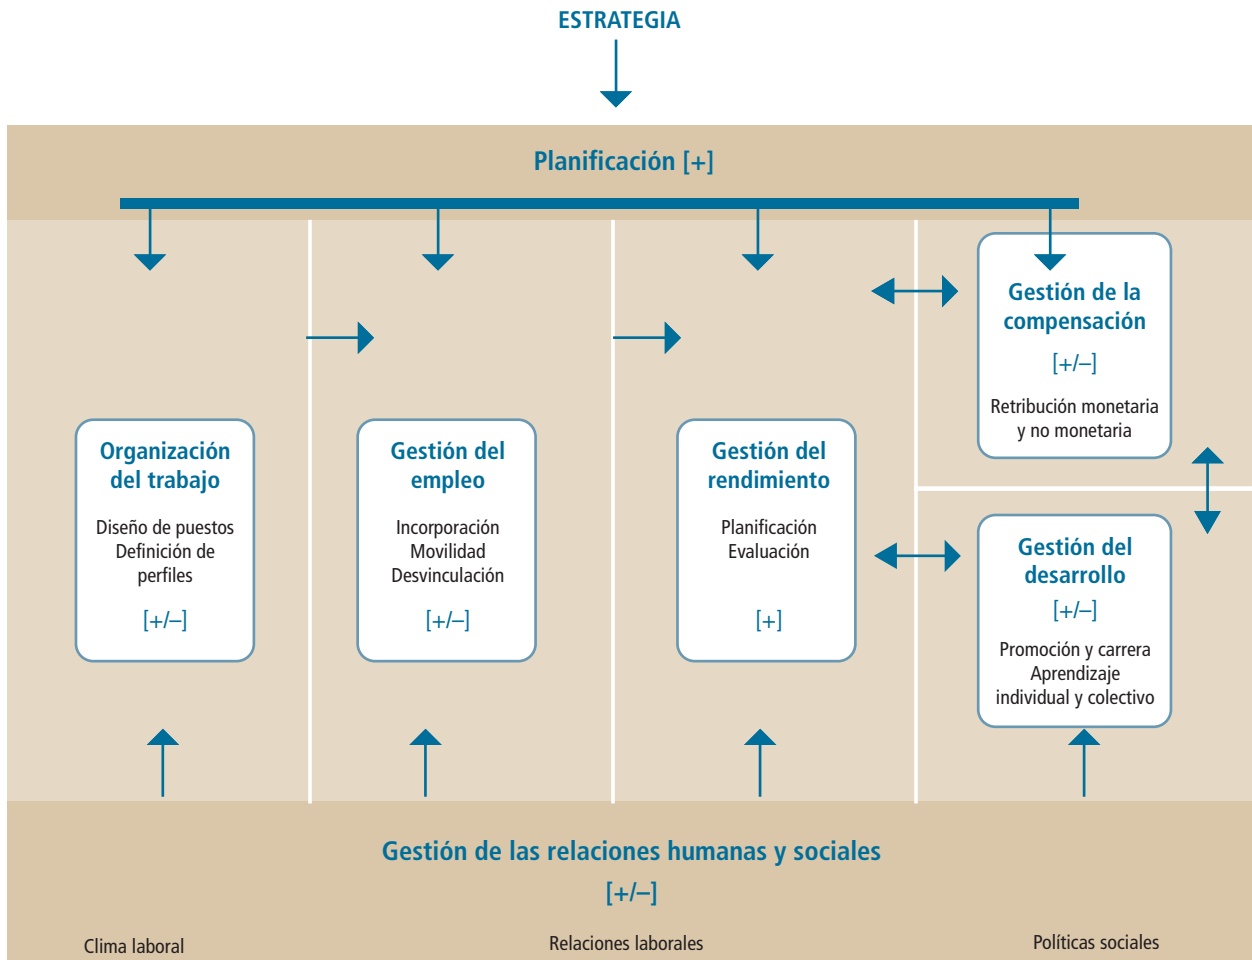 ESTRATEGIA
Planificación [+]
Organización
del trabajo
Diseño de puestos
Definición de
perfiles
[+/–]
Gestión del
empleo
Incorporación
Movilidad
Desvinculación
[+/–]
Gestión del
rendimiento
Planificación
Evaluación
[+]
Gestión de la
compensación
[+/–]
Retribución monetaria
y no monetaria
Gestión del
desarrollo
[+/–]
Promoción y carrera
Aprendizaje
individual y colectivo
Gestión de las relaciones humanas y sociales
[+/–]
Clima laboral
Relaciones laborales
Políticas sociales